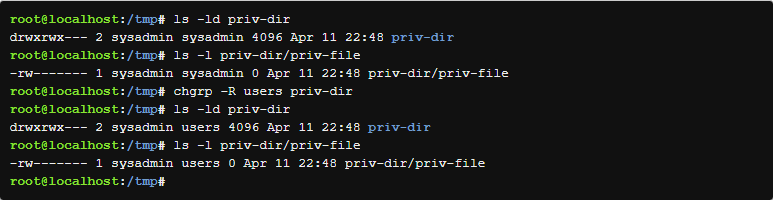 root@localhost:/tmp# ls -ld priv-dir
drwxrwx--- 2 sysadmin sysadmin 4096 Apr 11 22:48 priv-dir
root@localhost:/tmp# ls -l priv-dir/priv-file
-rw------- 1 sysadmin sysadmin 0 Apr 11 22:48 priv-dir/priv-file
root@localhost:/tmp# chgrp -R users priv-dir
root@localhost:/tmp# ls -ld priv-dir
drwxrwx--- 2 sysadmin users 4096 Apr 11 22:48 priv-dir
root@localhost:/tmp# ls -l priv-dir/priv-file
-rw------- 1 sysadmin users 0 Apr 11 22:48 priv-dir/priv-file
root@localhost:/tmp#